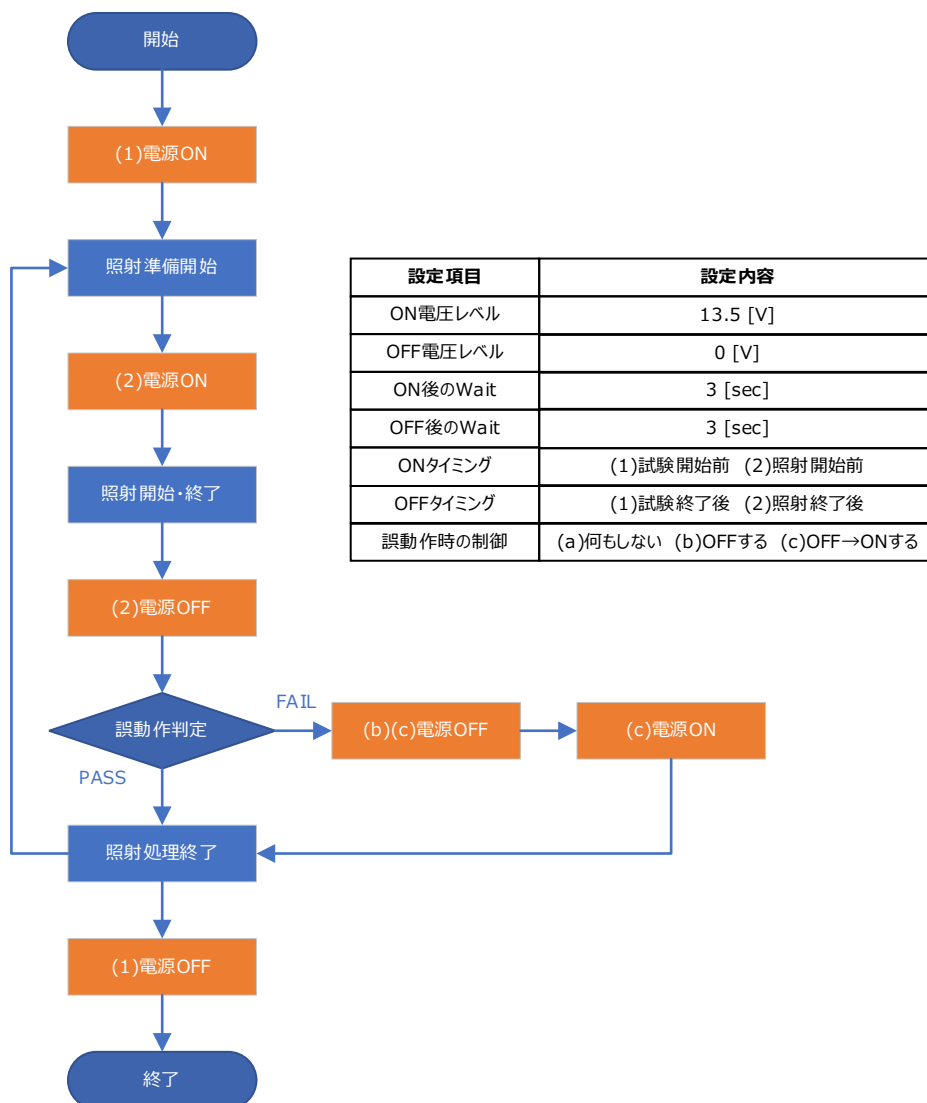 開始
(1)電源ON
照射準備開始
(2)電源ON
照射開始・終了
(2)電源OFF
誤動作判定
FAIL
(b)(c)電源OFF
(c)電源ON
PASS
照射処理終了
(1)電源OFF
終了
設定項目 設定内容
ON電圧レベル 13.5 [V]
OFF電圧レベル 0 [V]
ON後のWait 3 [sec]
OFF後のWait 3 [sec]
ONタイミング (1)試験開始前 (2)照射開始前
OFFタイミング (1)試験終了後 (2)照射終了後
誤動作時の制御 (a)何もしない (b)OFFする (c)OFF→ONする